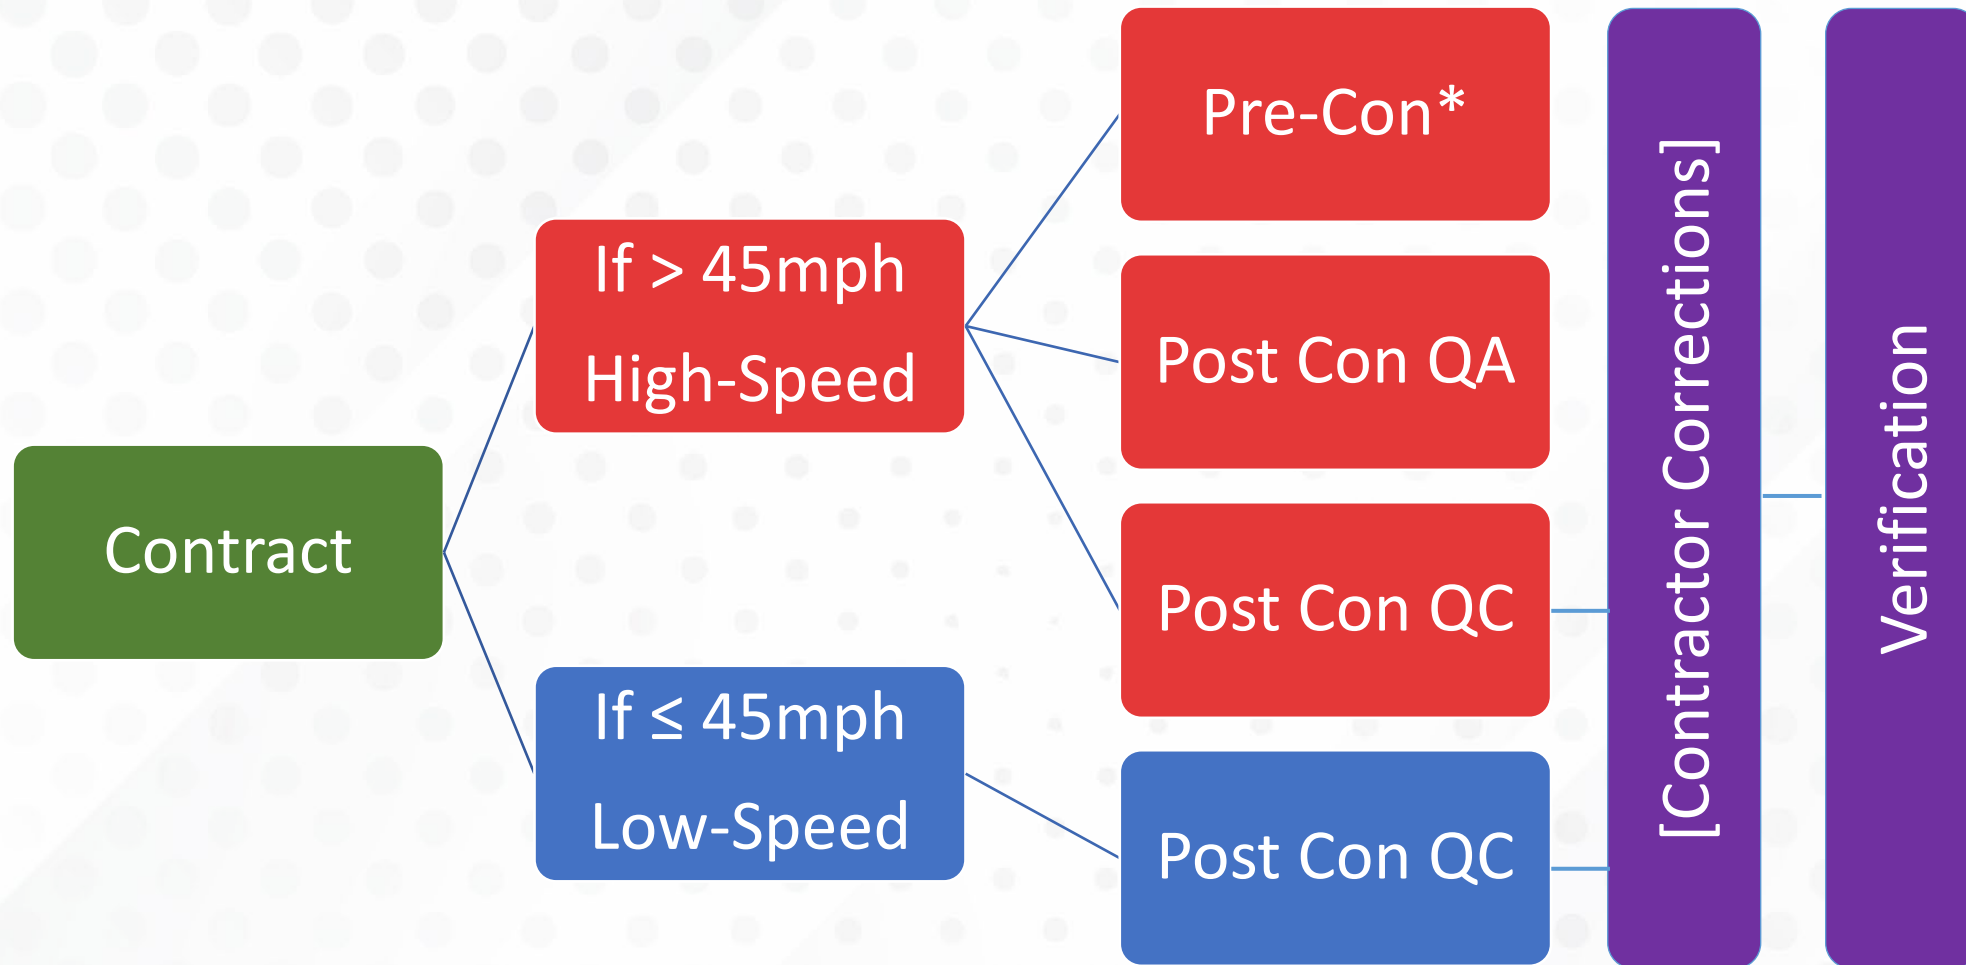 Contract
If > 45mph
High-Speed
If ≤ 45mph
Low-Speed
Pre-Con*
Post Con QA
Post Con QC
Post Con QC
[Contractor Corrections]
Verification